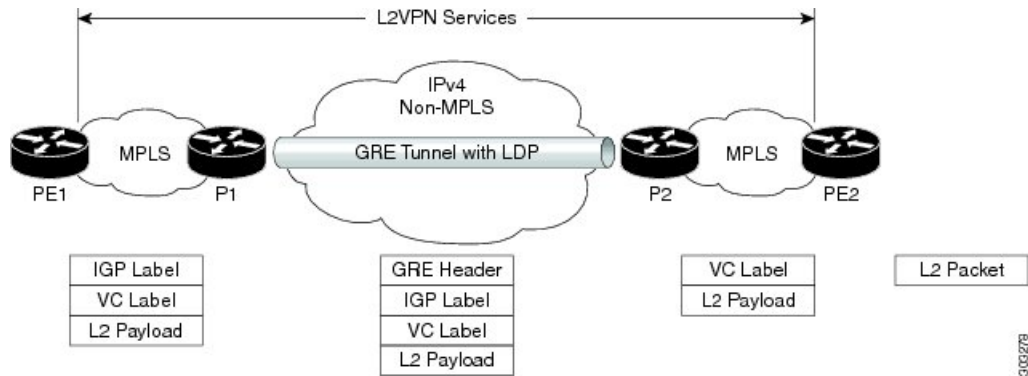 L2VPN Services
IPv4
Non-MPLS
MPLS
GRE Tunnel with LDP
MPLS
PE1
P1
P2
PE2
IGP Label
VC Label
L2 Payload
GRE Header
IGP Label
VC Label
L2 Payload
VC Label
L2 Payload
L2 Packet
303279